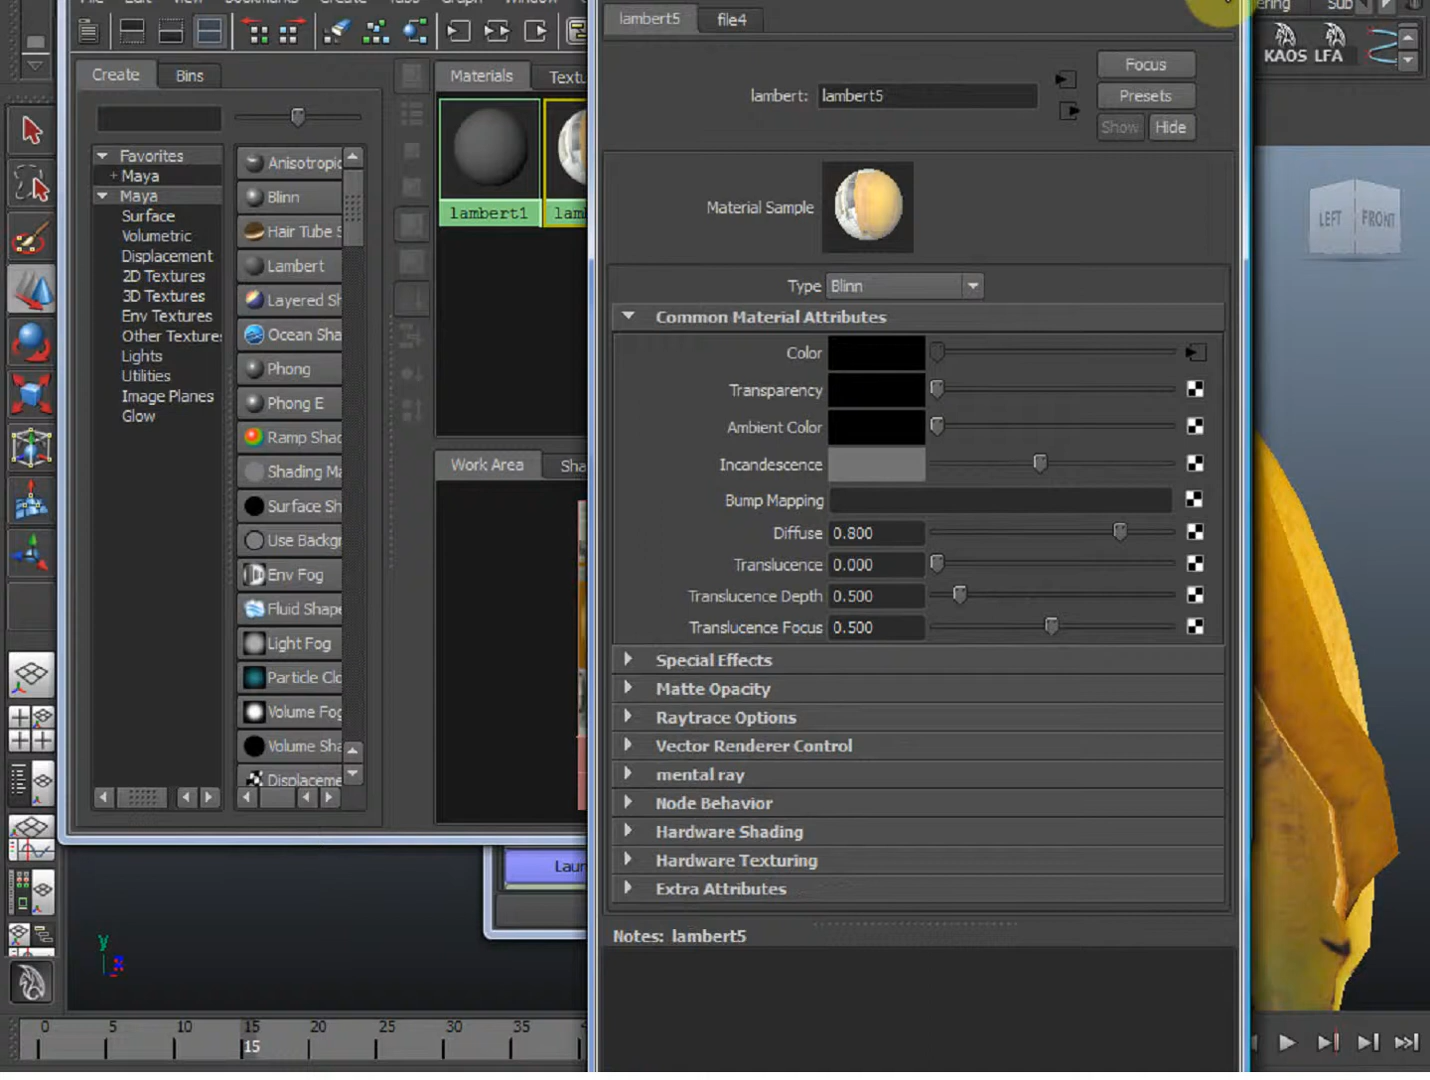 lambert5
file4
Sub
KAOS
LFA
Create
Bins
Materials
lambert:
lambert5
Focus
Presets
Show
Hide
Favorites
+ Maya
Maya
Surface
Volumetric
Displacement
2D Textures
3D Textures
Env Textures
Other Texture
Lights
Utilities
Image Planes
Glow
Anisotropic
Blinn
Hair Tube S
Lambert
Layered Sh
Ocean Sha
Phong
Phong E
Ramp Shad
Shading Ma
Surface Sh
Use Backgr
Env Fog
Fluid Shape
Light Fog
Particle Clo
Volume Fog
Volume Sha
Displaceme
lambert1
lamb
Work Area
Sha
Material Sample
Type
Blinn
Common Material Attributes
Color
Transparency
Ambient Color
Incandescence
Bump Mapping
Diffuse 0.800
Translucence 0.000
Translucence Depth 0.500
Translucence Focus 0.500
Special Effects
Matte Opacity
Raytrace Options
Vector Renderer Control
mental ray
Node Behavior
Hardware Shading
Hardware Texturing
Extra Attributes
Notes: lambert5
LEFT
FRONT
Laun
y
0 5 10 15 20 25 30 35
15